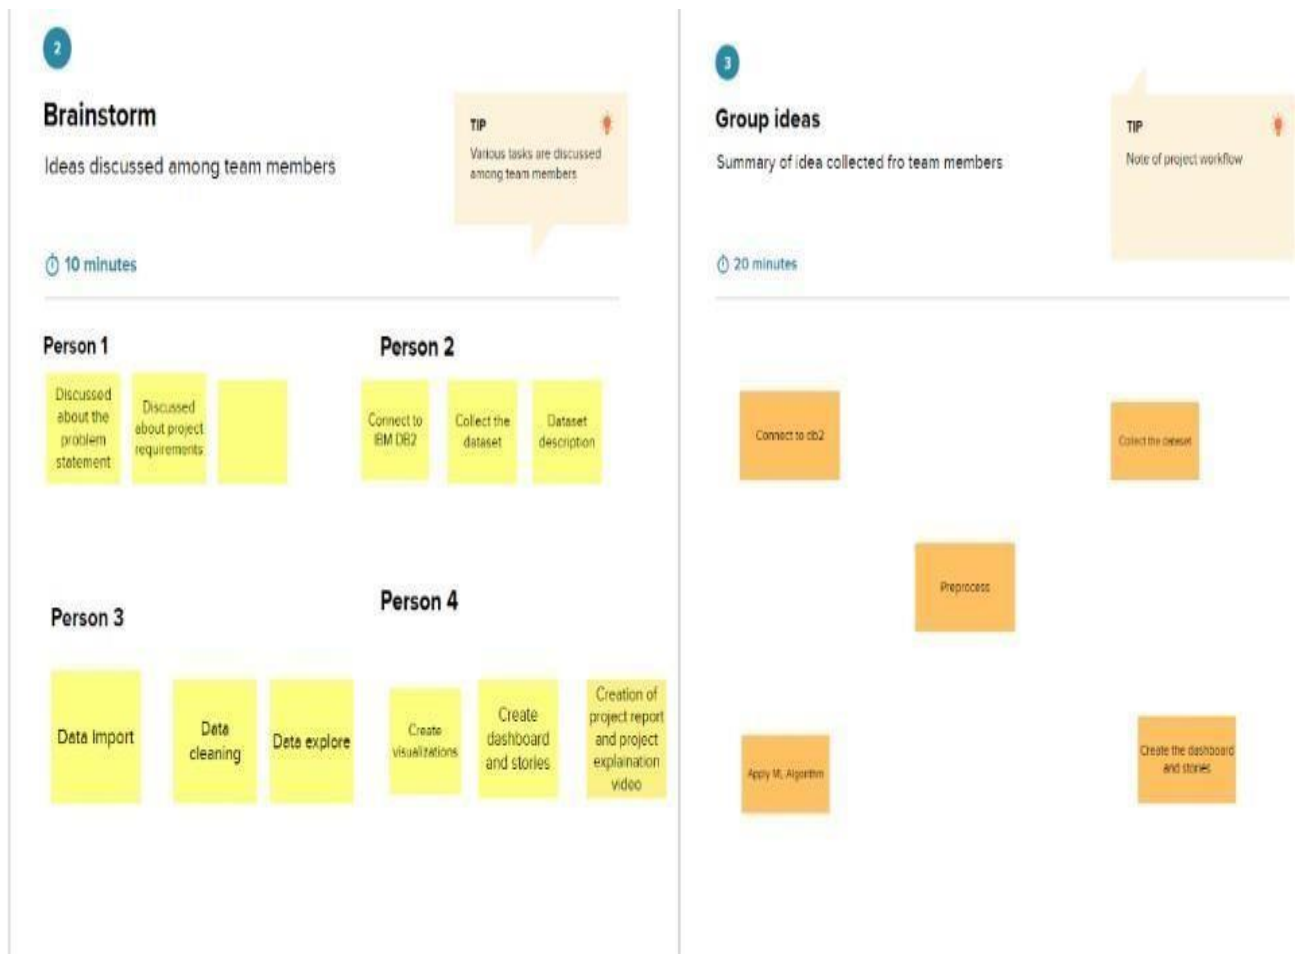 2
Brainstorm
Ideas discussed among team members
TIP
Various tasks are discussed
among team members
10 minutes
Person 1
Discussed
about the
problem
statement
Discussed
about project
requirements
Person 2
Connect to
IBM DB2
Collect the
dataset
Dataset
description
Person 3
Data Import
Data
cleaning
Data explore
Person 4
Create
visualizations
Create
dashboard
and stories
Creation of
project report
and project
explaination
video
3
Group ideas
Summary of idea collected fro team members
TIP
Note of project workflow
20 minutes
Connect to db2
Collect the dataset
Preprocess
Apply ML Algorithm
Create the dashboard
and stories